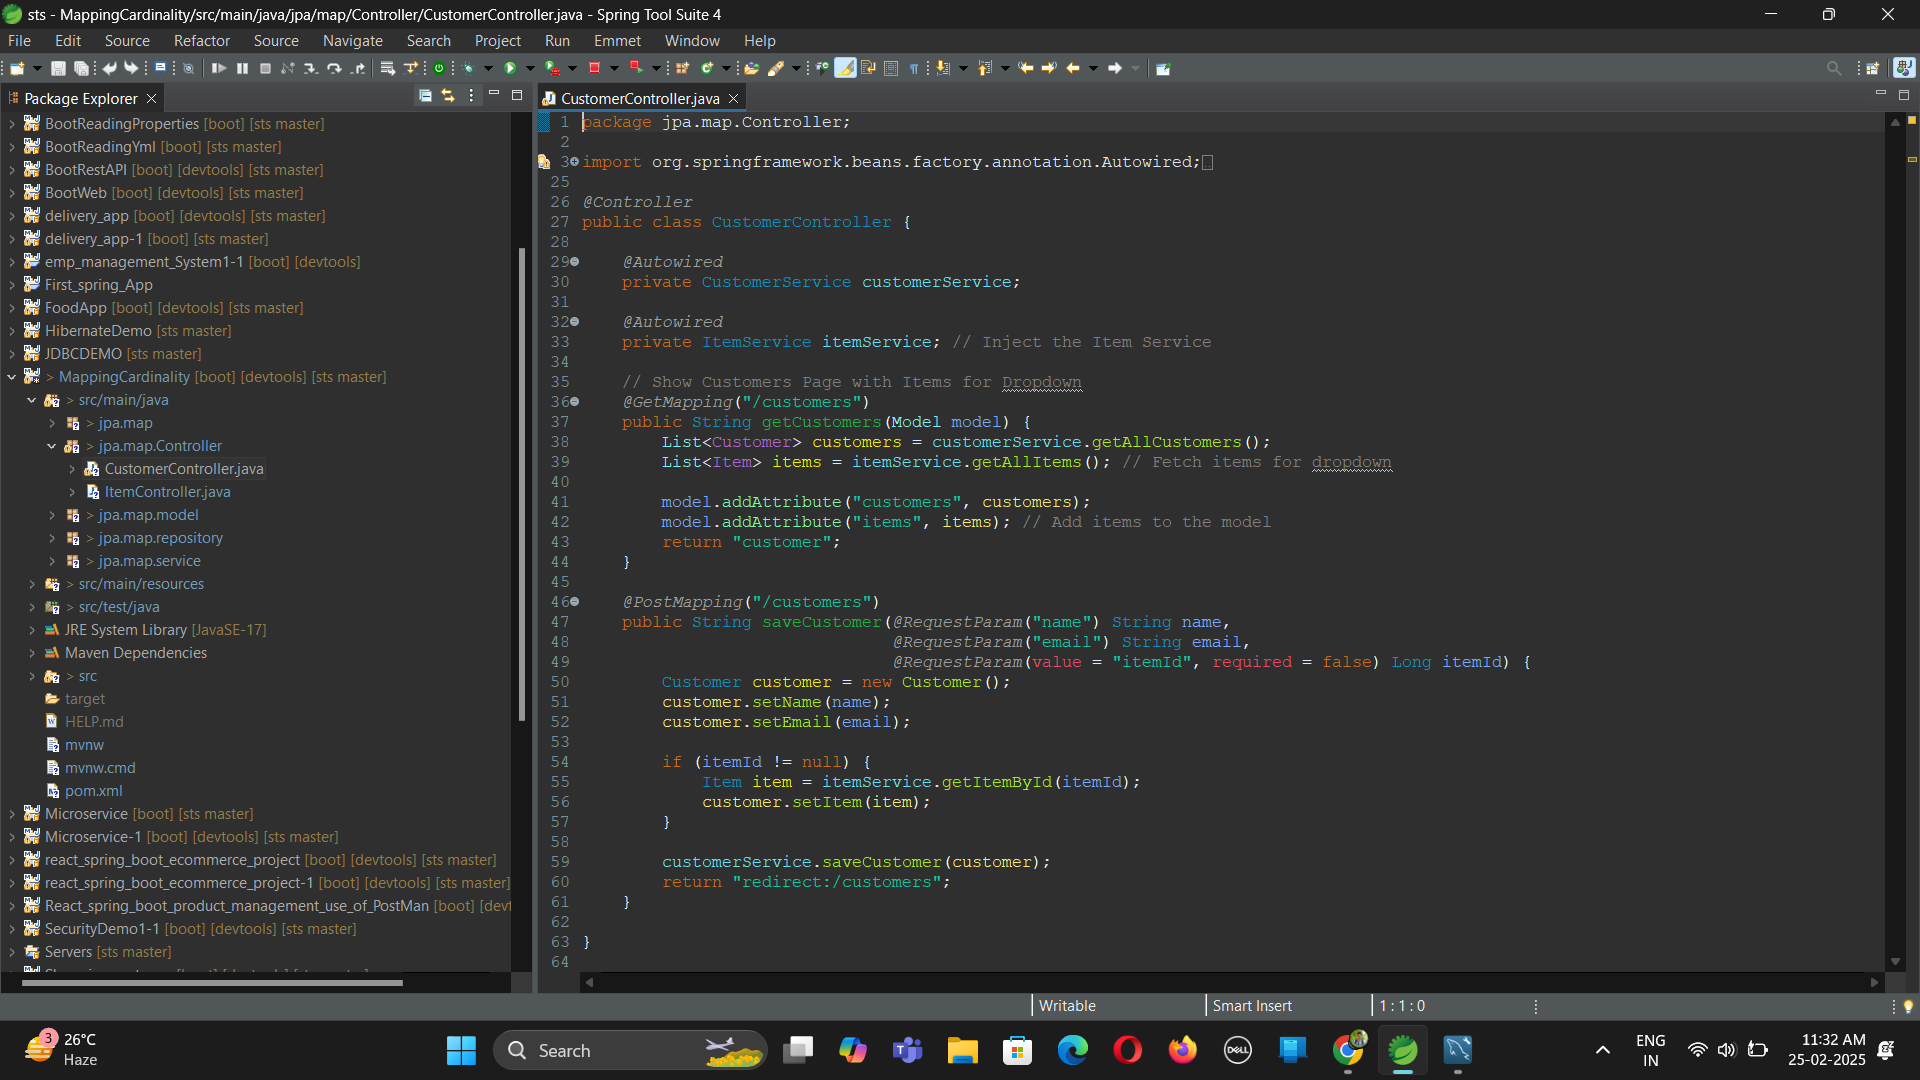 sts - MappingCardinality/src/main/java/jpa/map/Controller/CustomerController.java - Spring Tool Suite 4
File Edit Source Refactor Source Navigate Search Project Run Emmet Window Help
Package Explorer
BootReadingProperties [boot] [sts master]
BootReadingYml [boot] [sts master]
BootRestAPI [boot] [devtools] [sts master]
BootWeb [boot] [devtools] [sts master]
delivery_app [boot] [devtools] [sts master]
delivery_app-1 [boot] [sts master]
emp_management_System1-1 [boot] [devtools]
First_spring_App
FoodApp [boot] [devtools] [sts master]
HibernateDemo [sts master]
JDBCDEMO [sts master]
> MappingCardinality [boot] [devtools] [sts master]
> src/main/java
> jpa.map
> jpa.map.Controller
CustomerController.java
ItemController.java
> jpa.map.model
> jpa.map.repository
> jpa.map.service
> src/main/resources
> src/test/java
JRE System Library [JavaSE-17]
Maven Dependencies
> src
target
HELP.md
mvnw
mvnw.cmd
pom.xml
Microservice [boot] [sts master]
Microservice-1 [boot] [devtools] [sts master]
react_spring_boot_ecommerce_project [boot] [devtools] [sts master]
react_spring_boot_ecommerce_project-1 [boot] [devtools] [sts master]
React_spring_boot_product_management_use_of_PostMan [boot] [devt
SecurityDemo1-1 [boot] [devtools] [sts master]
Servers [sts master]
CustomerController.java
1 package jpa.map.Controller;
2
3 import org.springframework.beans.factory.annotation.Autowired;
25
26 @Controller
27 public class CustomerController {
28
29 @Autowired
30 private CustomerService customerService;
31
32 @Autowired
33 private ItemService itemService; // Inject the Item Service
34
35 // Show Customers Page with Items for Dropdown
36 @GetMapping("/customers")
37 public String getCustomers(Model model) {
38 List<Customer> customers = customerService.getAllCustomers();
39 List<Item> items = itemService.getAllItems(); // Fetch items for dropdown
40
41 model.addAttribute("customers", customers);
42 model.addAttribute("items", items); // Add items to the model
43 return "customer";
44 }
45
46 @PostMapping("/customers")
47 public String saveCustomer(@RequestParam("name") String name,
48 @RequestParam("email") String email,
49 @RequestParam(value = "itemId", required = false) Long itemId) {
50 Customer customer = new Customer();
51 customer.setName(name);
52 customer.setEmail(email);
53
54 if (itemId != null) {
55 Item item = itemService.getItemById(itemId);
56 customer.setItem(item);
57 }
58
59 customerService.saveCustomer(customer);
60 return "redirect:/customers";
61 }
62
63 }
64
Writable Smart Insert 1 : 1 : 0
3 26°C
Haze
Search
DELL
ENG
IN
11:32 AM
25-02-2025